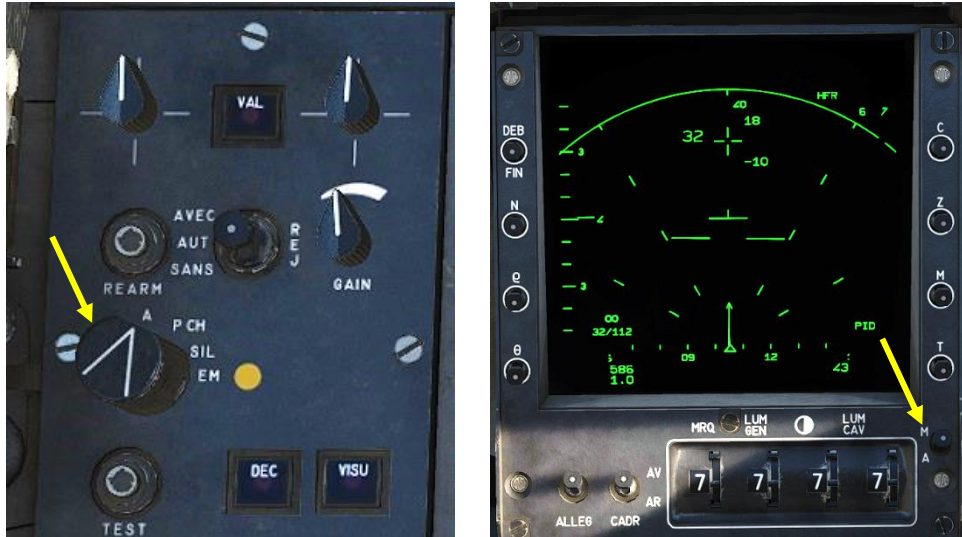 VAL
AVEC
AUT
SANS
REJ
REARM
GAIN
A
P CH
SIL
EM
TEST
DEC
VISU
DEB
FIN
N
ρ
θ
C
Z
M
T
40
HFR
6 7
32
18
-10
3
4
3
00
32/112
PID
09
12
43
586
1.0
MRQ
LUM
GEN
LUM
CAV
M
A
AV
AR
ALLEG
CADR
7 7 7 7